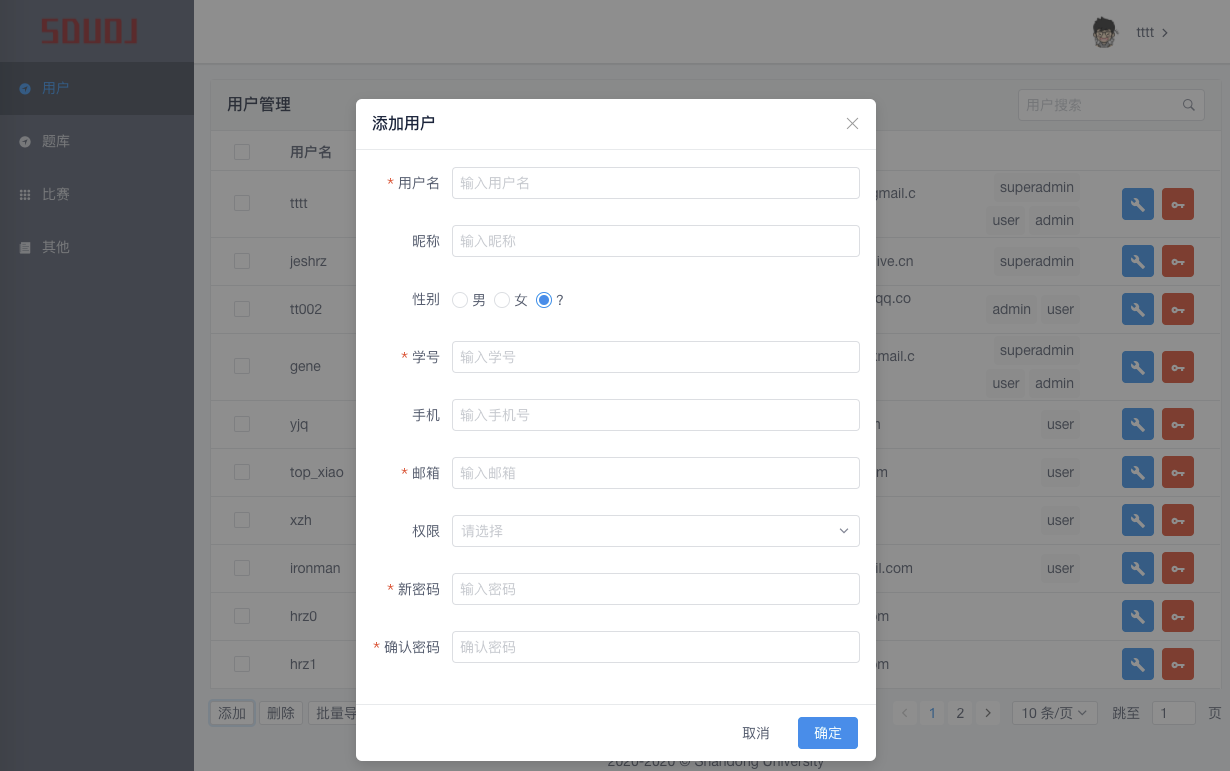 SDUOJ
tttt
用户
题库
比赛
其他
用户管理
用户搜索
用户名
tttt
gmail.c
superadmin
user admin
jeshrz
ive.cn
superadmin
tt002
qq.co
admin user
gene
mail.c
superadmin
user admin
yjq
user
top_xiao
m
user
xzh
user
ironman
il.com
user
hrz0
om
hrz1
om
添加 删除 批量导
1 2 10 条/页 跳至 1 页
2020-2020 © Shandong University
添加用户
* 用户名 输入用户名
昵称 输入昵称
性别 男 女 ?
* 学号 输入学号
手机 输入手机号
* 邮箱 输入邮箱
权限 请选择
* 新密码 输入密码
* 确认密码 确认密码
取消 确定